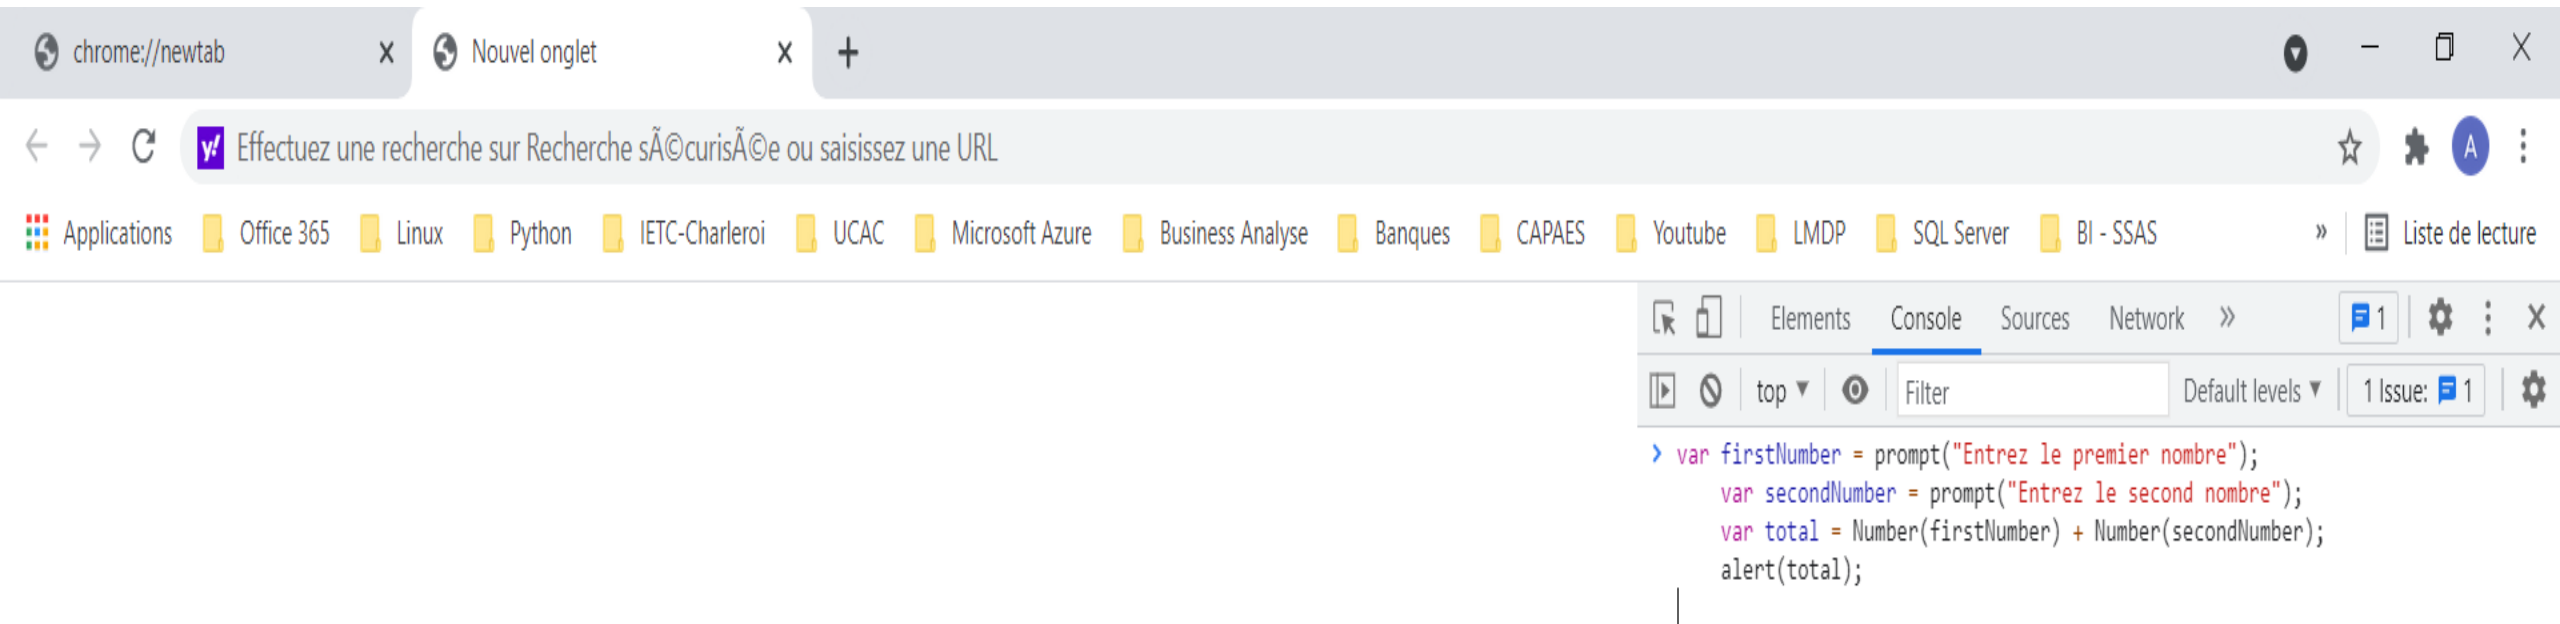 chrome://newtab Nouvel onglet
y! Effectuez une recherche sur Recherche sÃ©curisÃ©e ou saisissez une URL A
Applications Office 365 Linux Python IETC-Charleroi UCAC Microsoft Azure Business Analyse Banques CAPAES Youtube LMDP SQL Server BI - SSAS » Liste de lecture
Elements Console Sources Network » 1
top Filter Default levels 1 Issue: 1
var firstNumber = prompt("Entrez le premier nombre");
var secondNumber = prompt("Entrez le second nombre");
var total = Number(firstNumber) + Number(secondNumber);
alert(total);